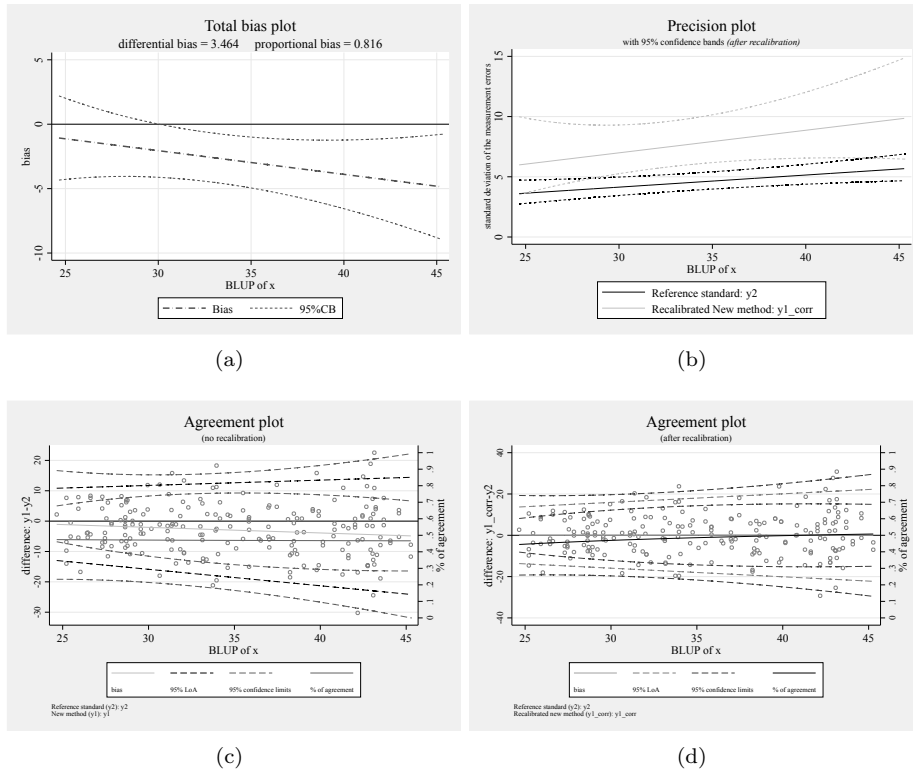 Total bias plot
differential bias = 3.464 proportional bias = 0.816
5
0
-5
-10
bias
25 30 35 40 45
BLUP of x
Bias 95%CB
(a)
Precision plot
with 95% confidence bands (after recalibration)
15
10
5
0
standard deviation of the measurement errors
25 30 35 40 45
BLUP of x
Reference standard: y2
Recalibrated New method: y1_corr
(b)
Agreement plot
(no recalibration)
20
10
0
-10
-20
-30
difference: y1-y2
1
.9
.8
.7
.6
.5
.4
.3
.2
.1
0
% of agreement
25 30 35 40 45
BLUP of x
bias 95% LoA 95% confidence limits % of agreement
Reference standard (y2): y2
New method (y1): y1
(c)
Agreement plot
(after recalibration)
40
20
0
-20
-40
difference: y1_corr-y2
1
.9
.8
.7
.6
.5
.4
.3
.2
.1
0
% of agreement
25 30 35 40 45
BLUP of x
bias 95% LoA 95% confidence limits % of agreement
Reference standard (y2): y2
Recalibrated new method (y1_corr): y1_corr
(d)